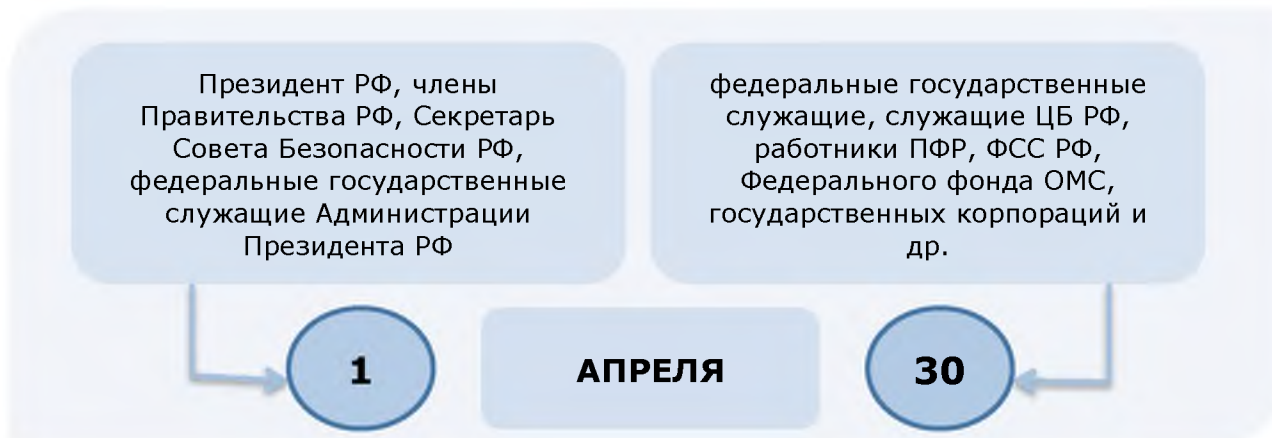 Президент РФ, члены
Правительства РФ, Секретарь
Совета Безопасности РФ,
федеральные государственные
служащие Администрации
Президента РФ
федеральные государственные
служащие, служащие ЦБ РФ,
работники ПФР, ФСС РФ,
Федерального фонда ОМС,
государственных корпораций и
др.
1
АПРЕЛЯ
30